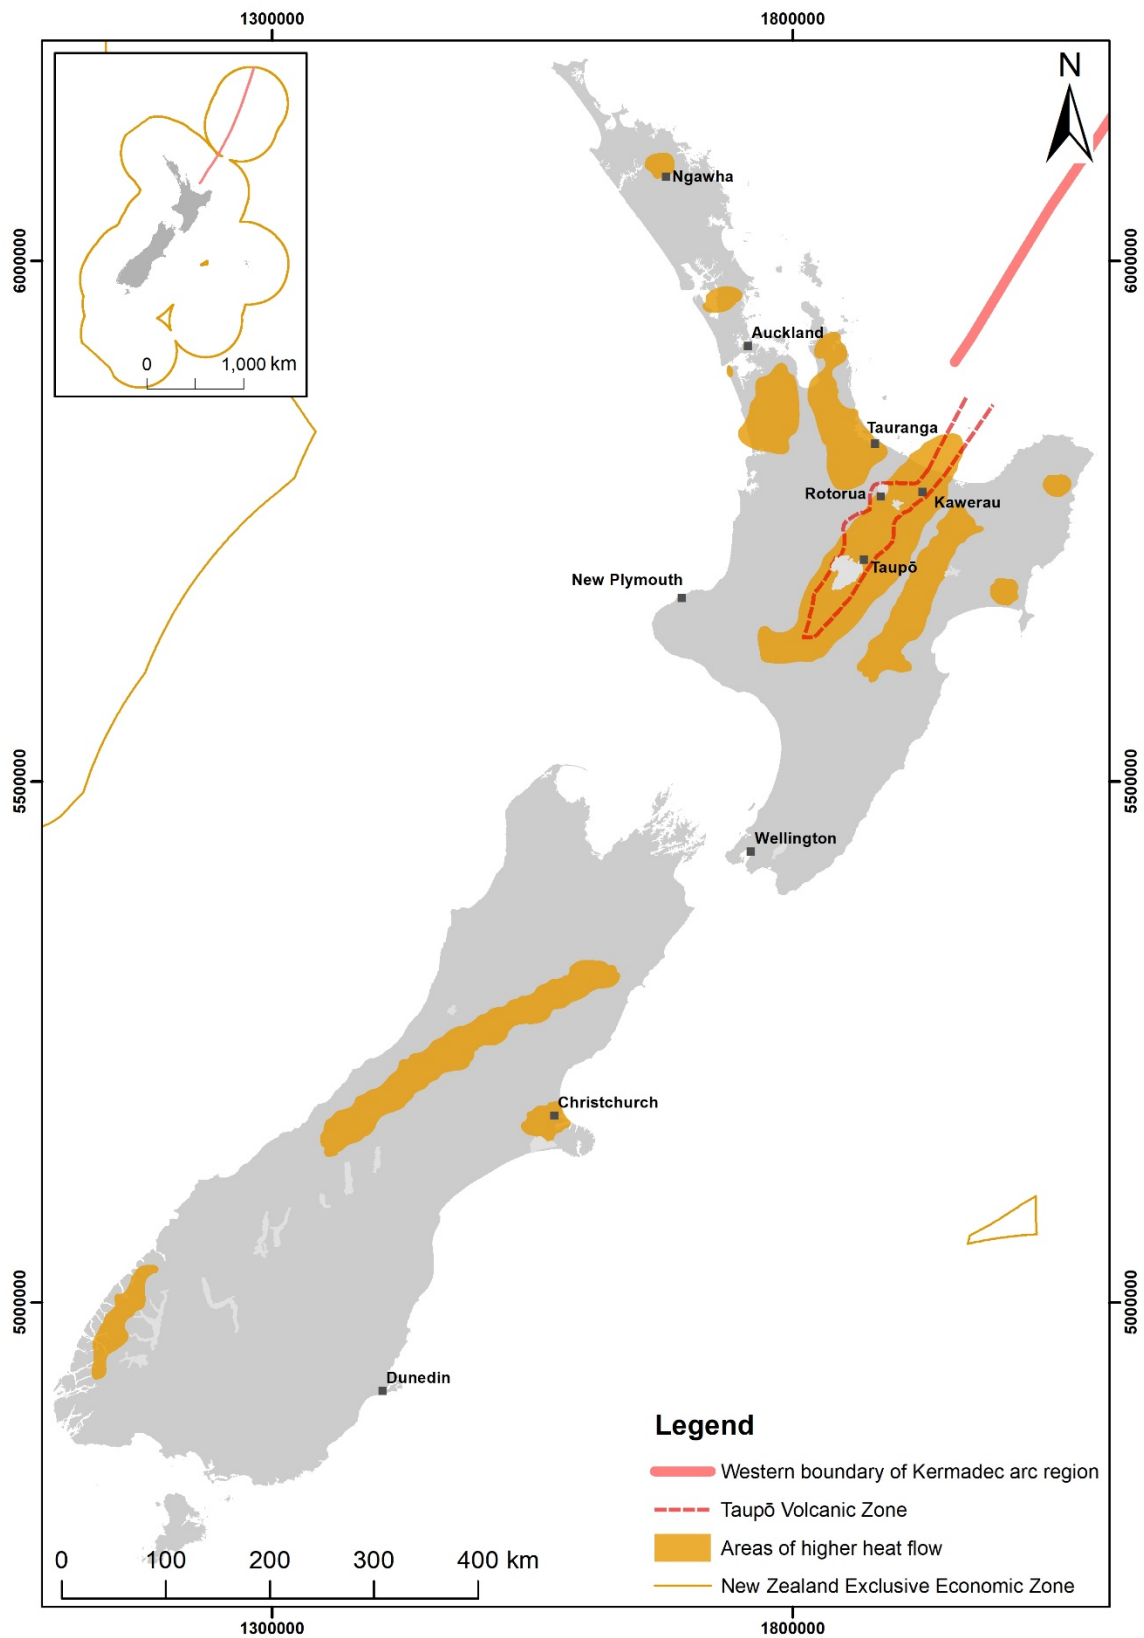 1300000
1800000
N
0
1,000 km
6000000
6000000
Ngawha
Auckland
Tauranga
Rotorua
Kawerau
Taupō
New Plymouth
5500000
5500000
Wellington
Christchurch
5000000
5000000
Dunedin
Legend
Western boundary of Kermadec arc region
Taupō Volcanic Zone
Areas of higher heat flow
New Zealand Exclusive Economic Zone
0 100 200 300 400 km
1300000
1800000